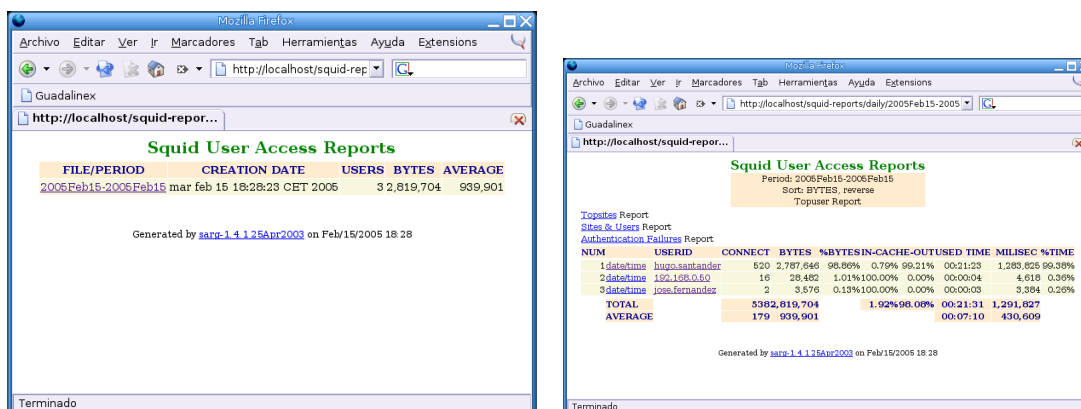 Mozilla Firefox
Archivo Editar Ver Ir Marcadores Tab Herramientas Ayuda Extensions
http://localhost/squid-rep
G
Guadalinex
http://localhost/squid-repor...
Squid User Access Reports
FILE/PERIOD CREATION DATE USERS BYTES AVERAGE
2005Feb15-2005Feb15 mar feb 15 18:28:23 CET 2005 3 2,819,704 939,901
Generated by sarg-1.4.1 25Apr2003 on Feb/15/2005 18:28
Terminado
Mozilla Firefox
Archivo Editar Ver Ir Marcadores Tab Herramientas Ayuda Extensions
http://localhost/squid-reports/daily/2005Feb15-2005
G
Guadalinex
http://localhost/squid-repor...
Squid User Access Reports
Period: 2005Feb15-2005Feb15
Sort: BYTES, reverse
Topuser Report
Topsites Report
Sites & Users Report
Authentication Failures Report
NUM USERID CONNECT BYTES %BYTES IN-CACHE-OUT USED TIME MILISEC %TIME
1 date/time hugo.santander 520 2,787,646 98.86% 0.79% 99.21% 00:21:23 1,283,825 99.38%
2 date/time 192.168.0.50 16 28,482 1.01% 100.00% 0.00% 00:00:04 4,618 0.36%
3 date/time jose.fernandez 2 3,576 0.13% 100.00% 0.00% 00:00:03 3,384 0.26%
TOTAL 538 2,819,704 1.92% 98.08% 00:21:31 1,291,827
AVERAGE 179 939,901 00:07:10 430,609
Generated by sarg-1.4.1 25Apr2003 on Feb/15/2005 18:28
Terminado